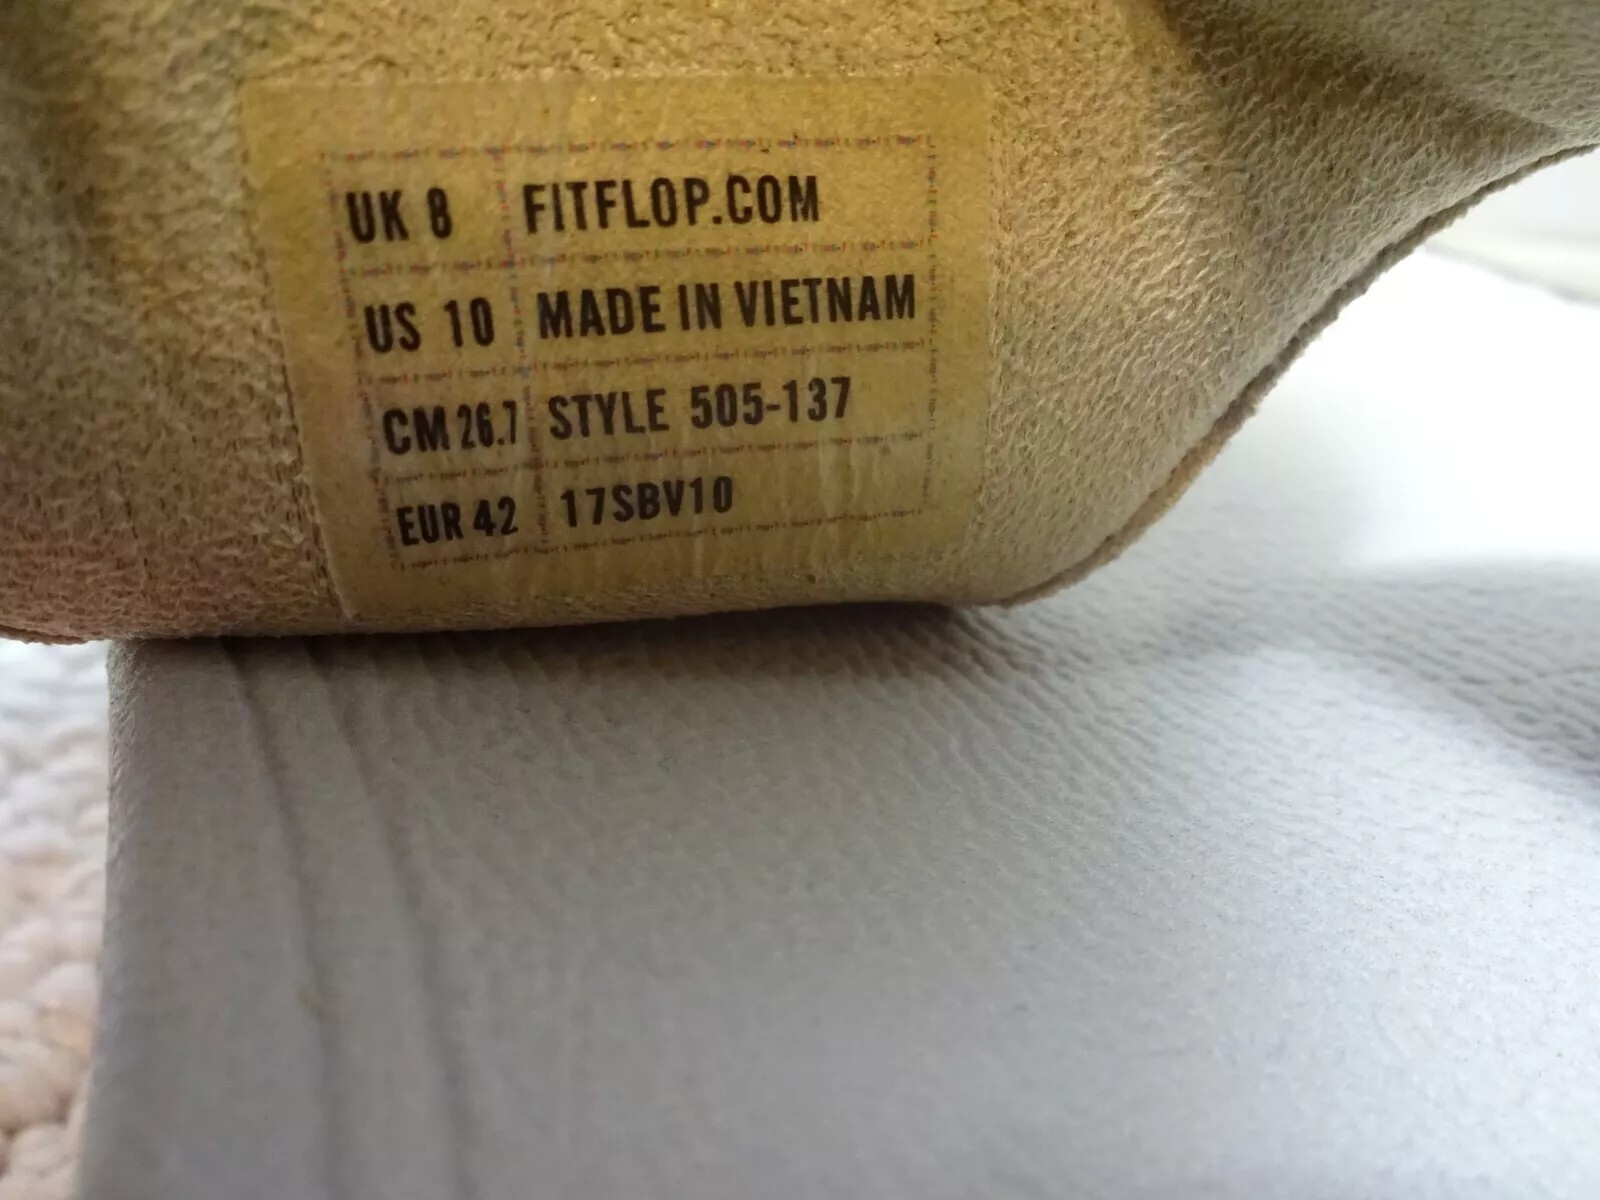 UK 8 FITFLOP.COM
US 10 MADE IN VIETNAM
CM 26.7 STYLE 505-137
EUR 42 17SBV10